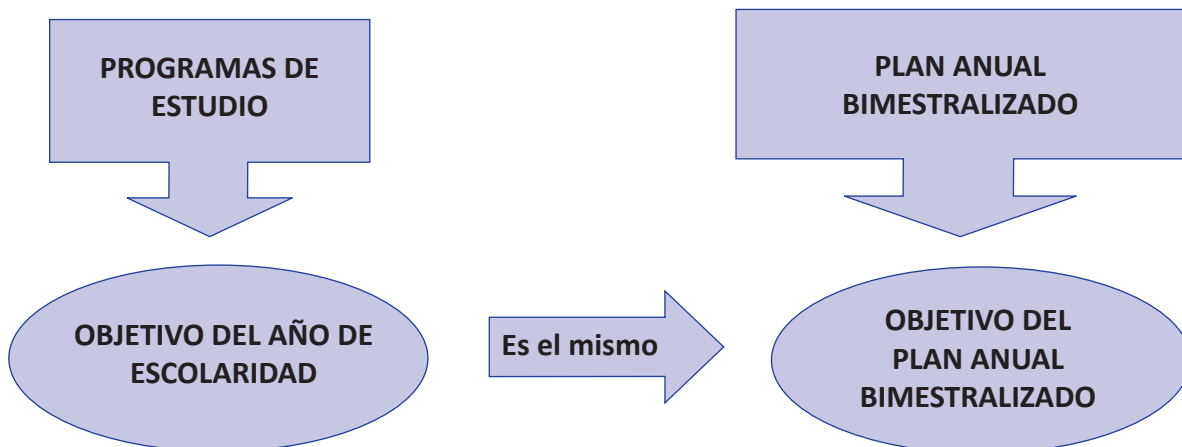 PROGRAMAS DE
ESTUDIO
PLAN ANUAL
BIMESTRALIZADO
OBJETIVO DEL AÑO DE
ESCOLARIDAD
Es el mismo
OBJETIVO DEL
PLAN ANUAL
BIMESTRALIZADO